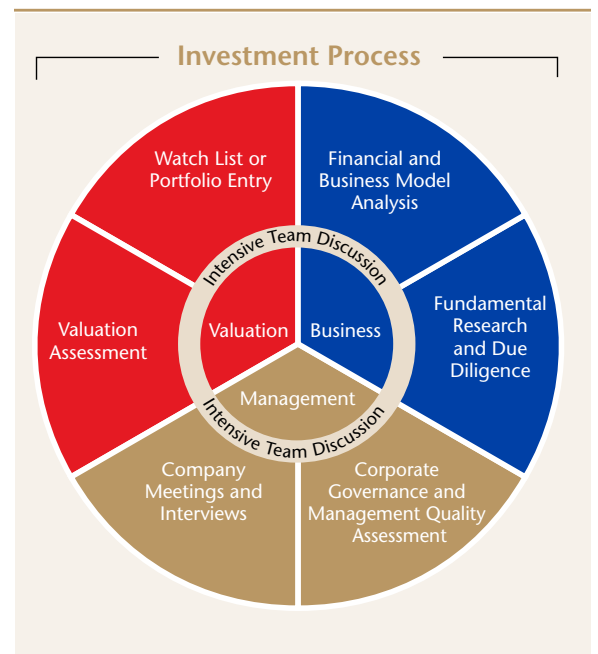 Investment Process
Watch List or
Portfolio Entry
Financial and
Business Model
Analysis
Intensive Team Discussion
Valuation
Assessment
Valuation
Business
Fundamental
Research
and Due
Diligence
Management
Intensive Team Discussion
Company
Meetings and
Interviews
Corporate
Governance and
Management Quality
Assessment